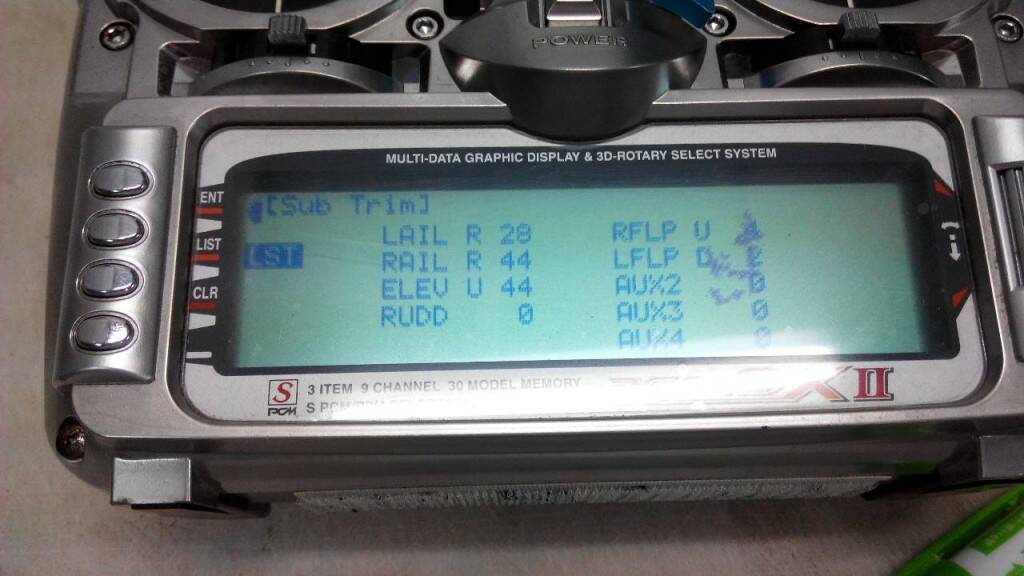 POWER
MULTI-DATA GRAPHIC DISPLAY & 3D-ROTARY SELECT SYSTEM
ENT
LIST
CLR
[Sub Trim]
LST
LAIL R 28
RAIL R 44
ELEV U 44
RUDD 0
RFLP U
LFLP D
AUX2 0
AUX3 0
AUX4 0
S 3 ITEM 9 CHANNEL 30 MODEL MEMORY
PCM S PCM
X II